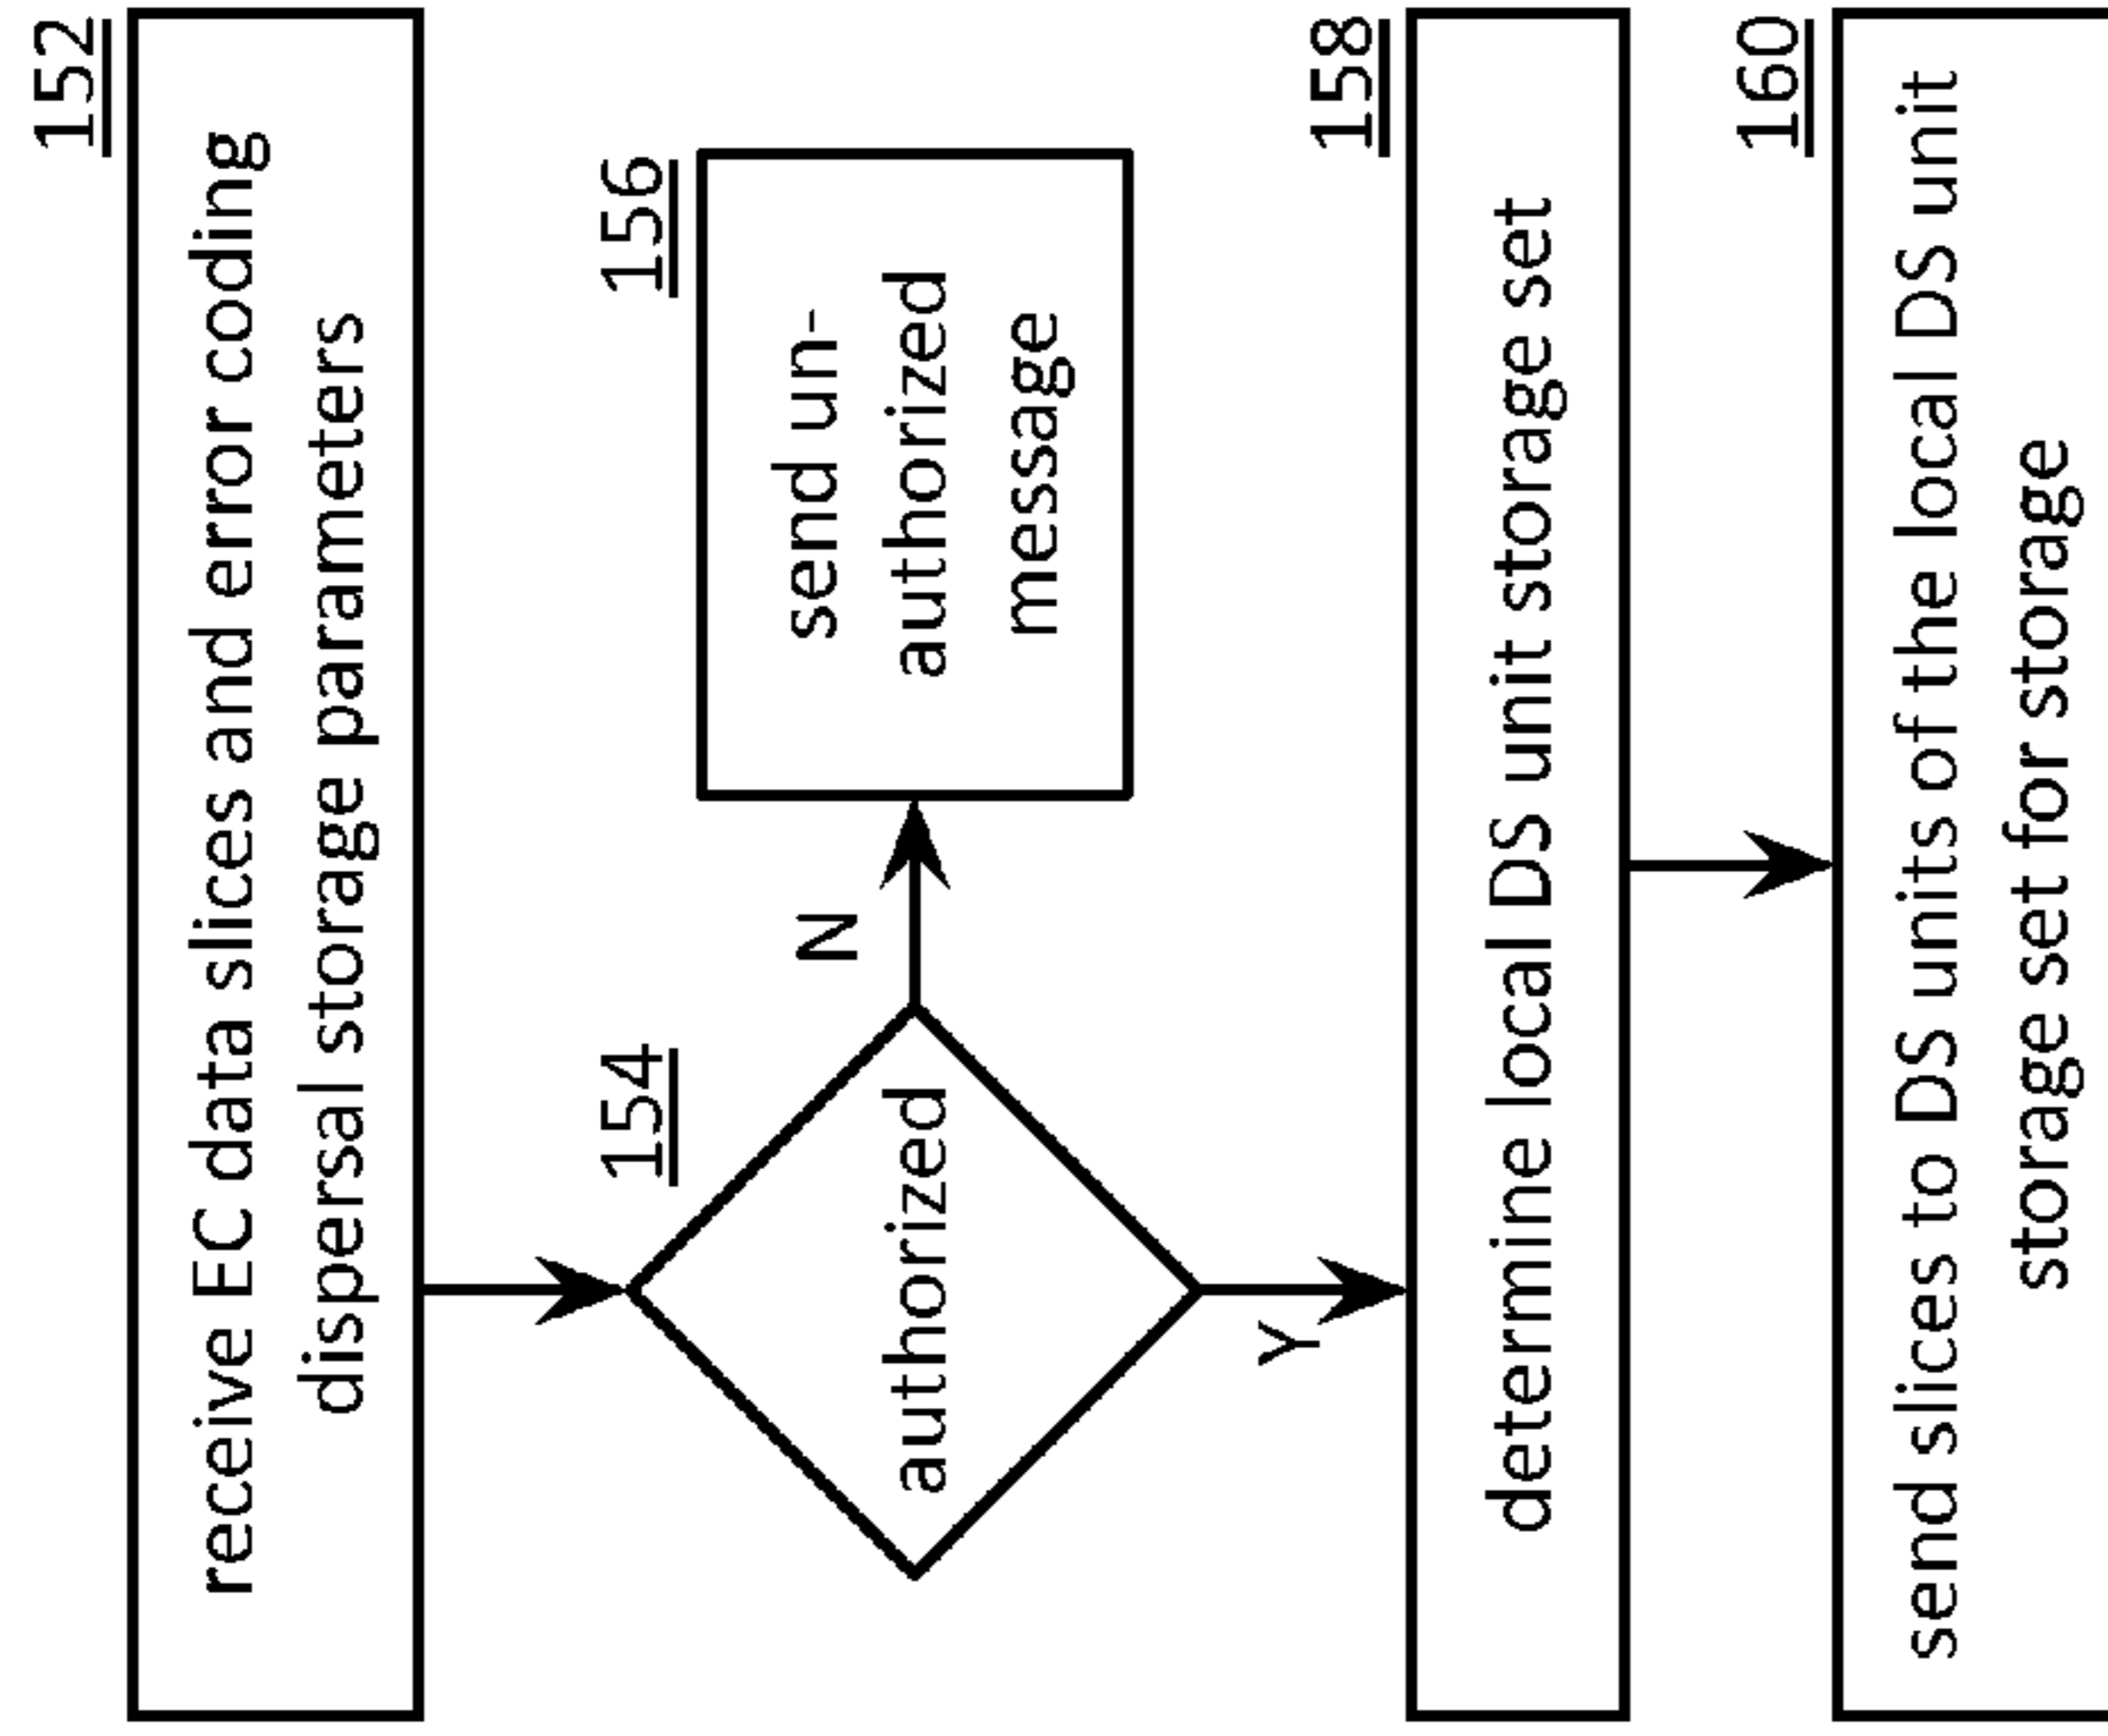 152
receive EC data slices and error coding
dispersal storage parameters
154
authorized
N
156
send un-
authorized
message
Y
158
determine local DS unit storage set
160
send slices to DS units of the local DS unit
storage set for storage